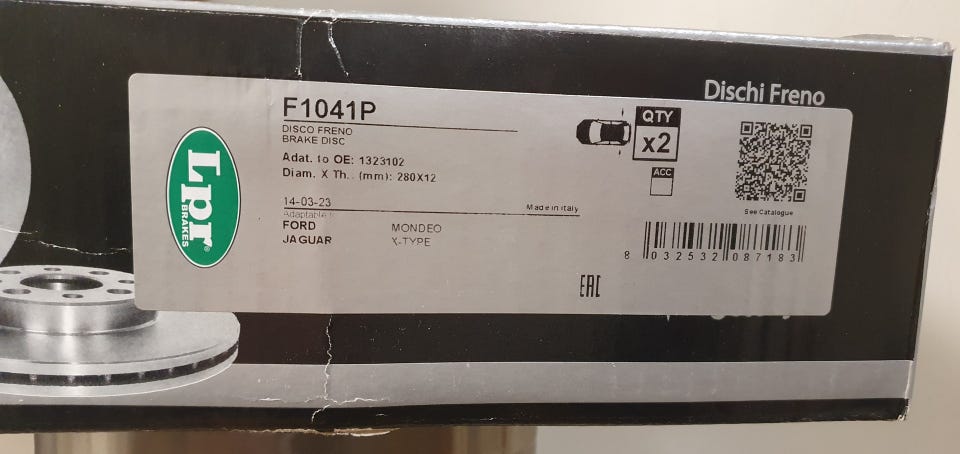 Dischi Freno
F1041P
DISCO FRENO
BRAKE DISC
Adat. to OE: 1323102
Diam. X Th. (mm): 280X12
14-03-23
Made in Italy
Adaptable
FORD MONDEO
JAGUAR X-TYPE
Lpr
BRAKES
QTY
x2
ACC
See Catalogue
8 032532 087183
EAC